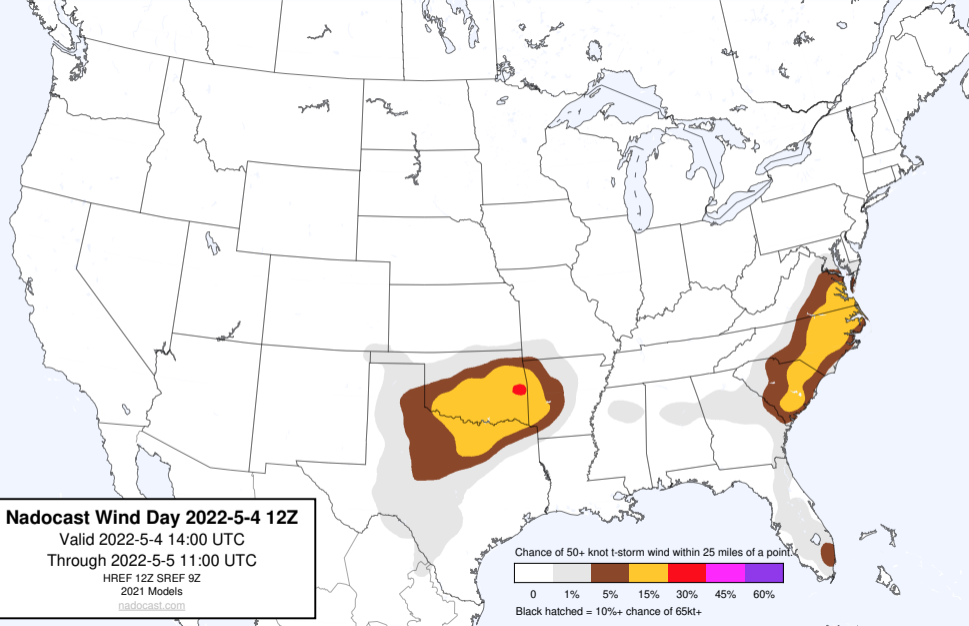 Nadocast Wind Day 2022-5-4 12Z
Valid 2022-5-4 14:00 UTC
Through 2022-5-5 11:00 UTC
HREF 12Z SREF 9Z
2021 Models
nadocast.com
Chance of 50+ knot t-storm wind within 25 miles of a point.
0 1% 5% 15% 30% 45% 60%
Black hatched = 10%+ chance of 65kt+